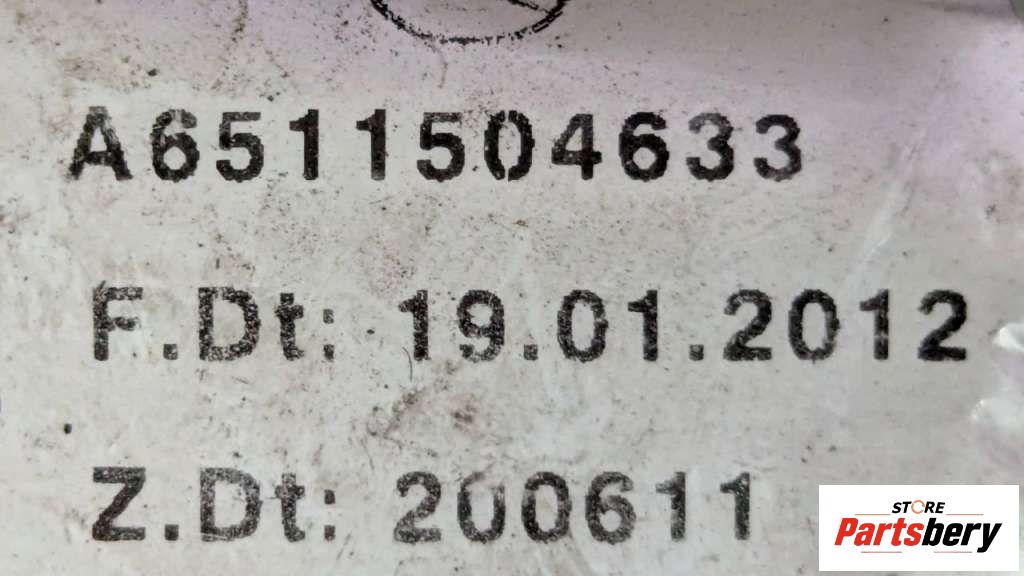 A6511504633
F.Dt: 19.01.2012
Z.Dt: 200611
STORE
Partsbery